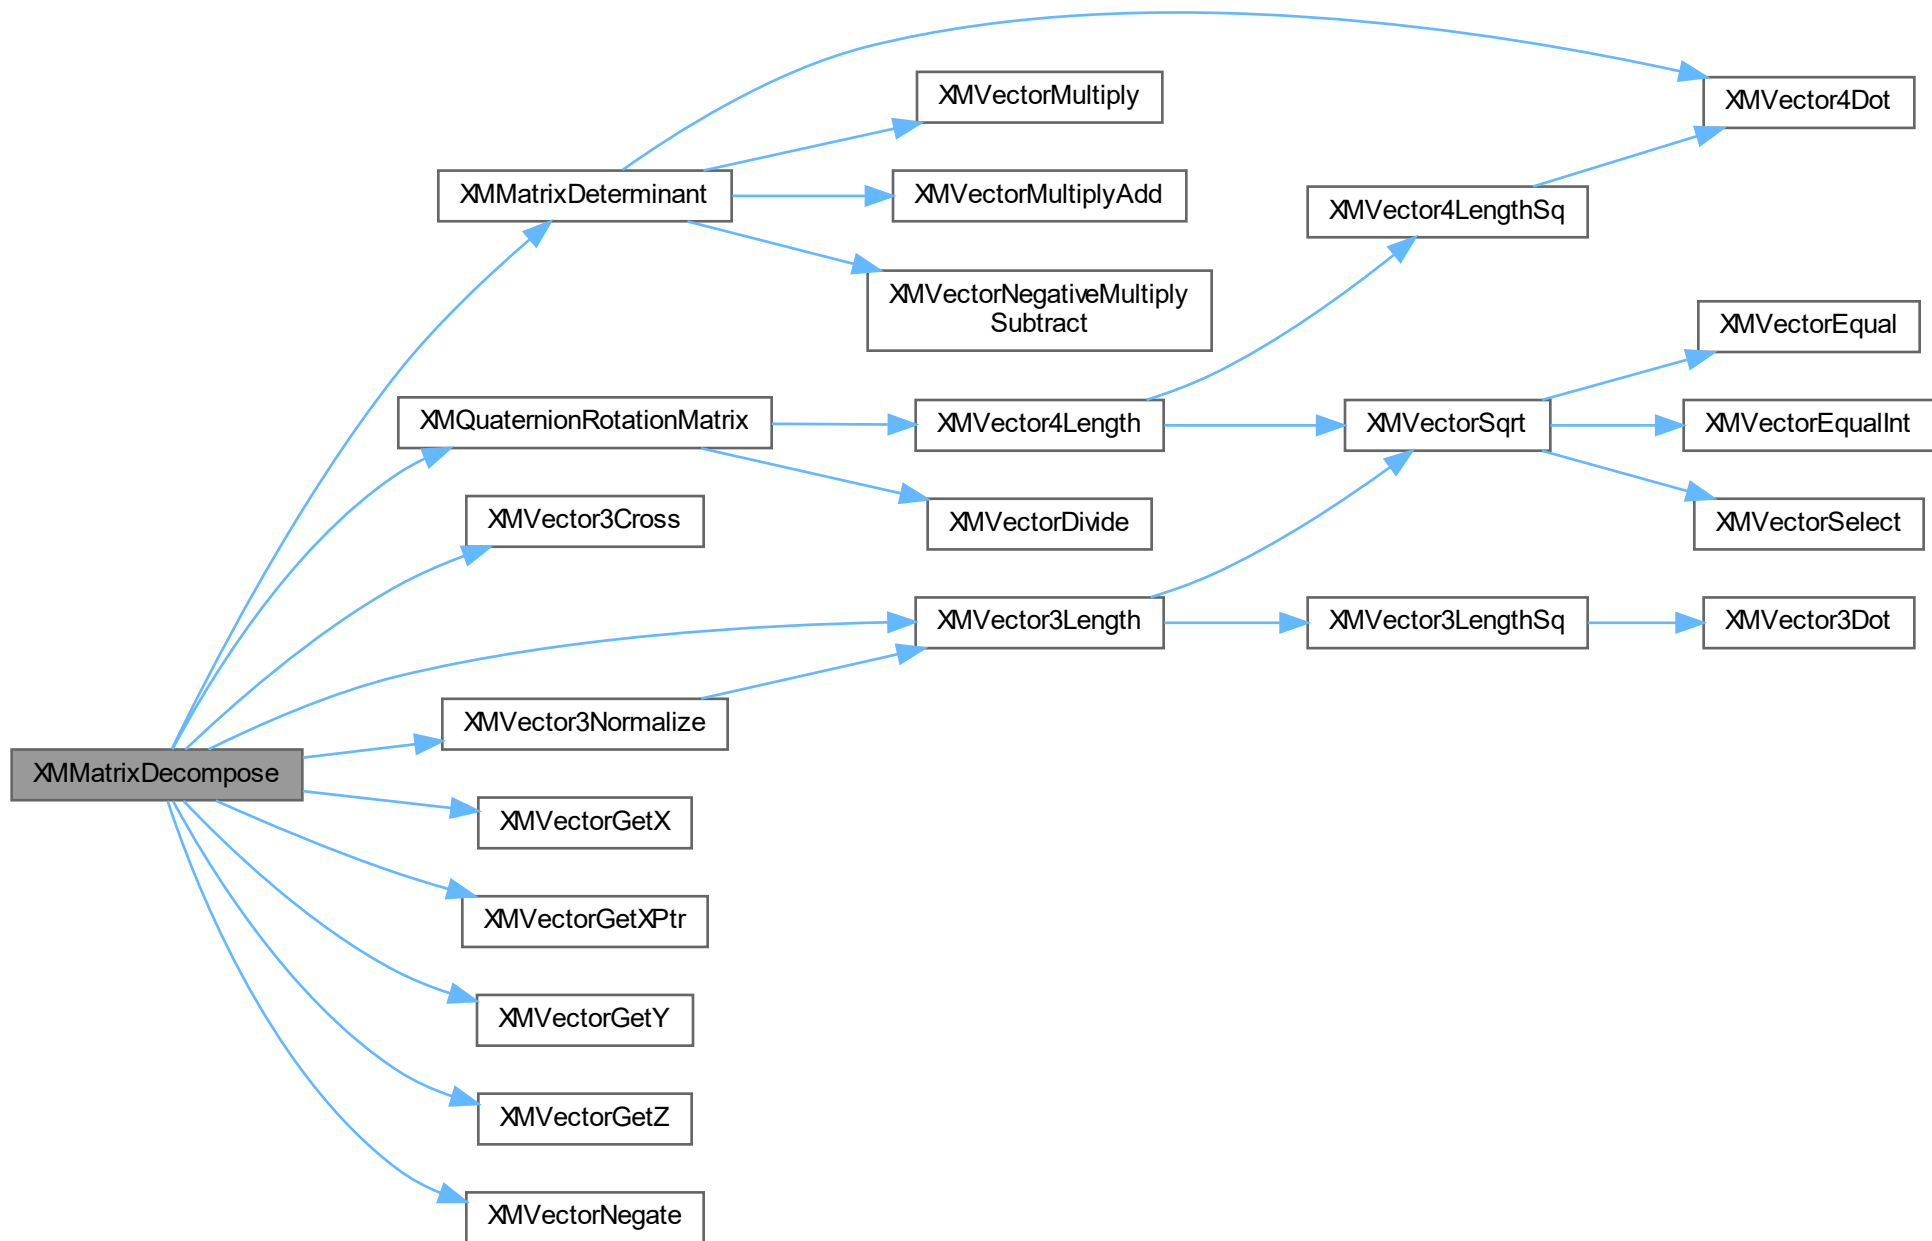 XMVectorMultiply
XMVector4Dot
XMMatrixDeterminant
XMVectorMultiplyAdd
XMVector4LengthSq
XMVectorNegativeMultiply
Subtract
XMVectorEqual
XMQuaternionRotationMatrix
XMVector4Length
XMVectorSqrt
XMVectorEqualInt
XMVector3Cross
XMVectorDivide
XMVectorSelect
XMVector3Length
XMVector3LengthSq
XMVector3Dot
XMVector3Normalize
XMMatrixDecompose
XMVectorGetX
XMVectorGetXPtr
XMVectorGetY
XMVectorGetZ
XMVectorNegate